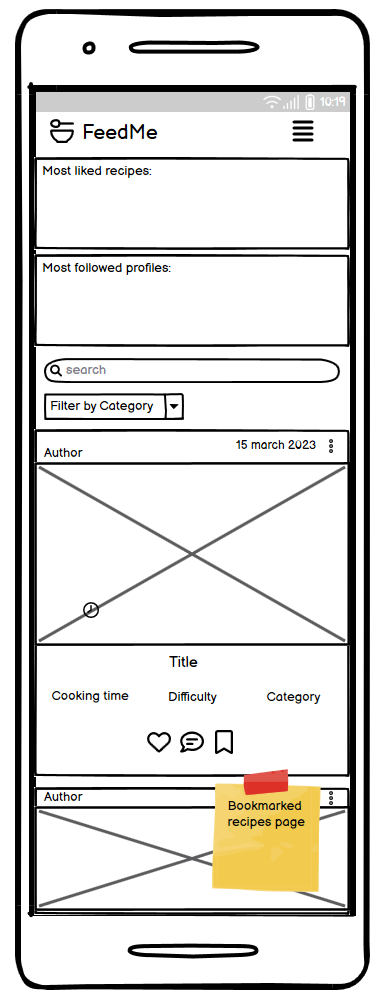 10:19
FeedMe
Most liked recipes:
Most followed profiles:
search
Filter by Category
15 march 2023
Author
Title
Cooking time Difficulty Category
Author
Bookmarked
recipes page